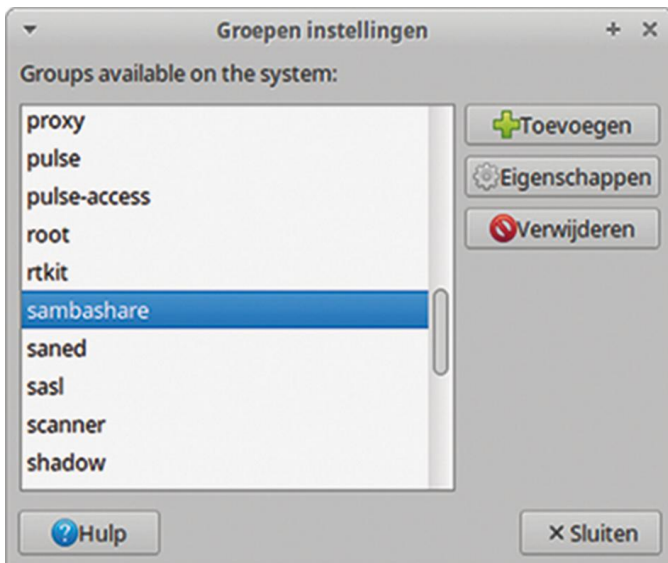 Groepen instellingen
Groups available on the system:
proxy
pulse
pulse-access
root
rtkit
sambashare
saned
sasl
scanner
shadow
Toevoegen
Eigenschappen
Verwijderen
Hulp
Sluiten